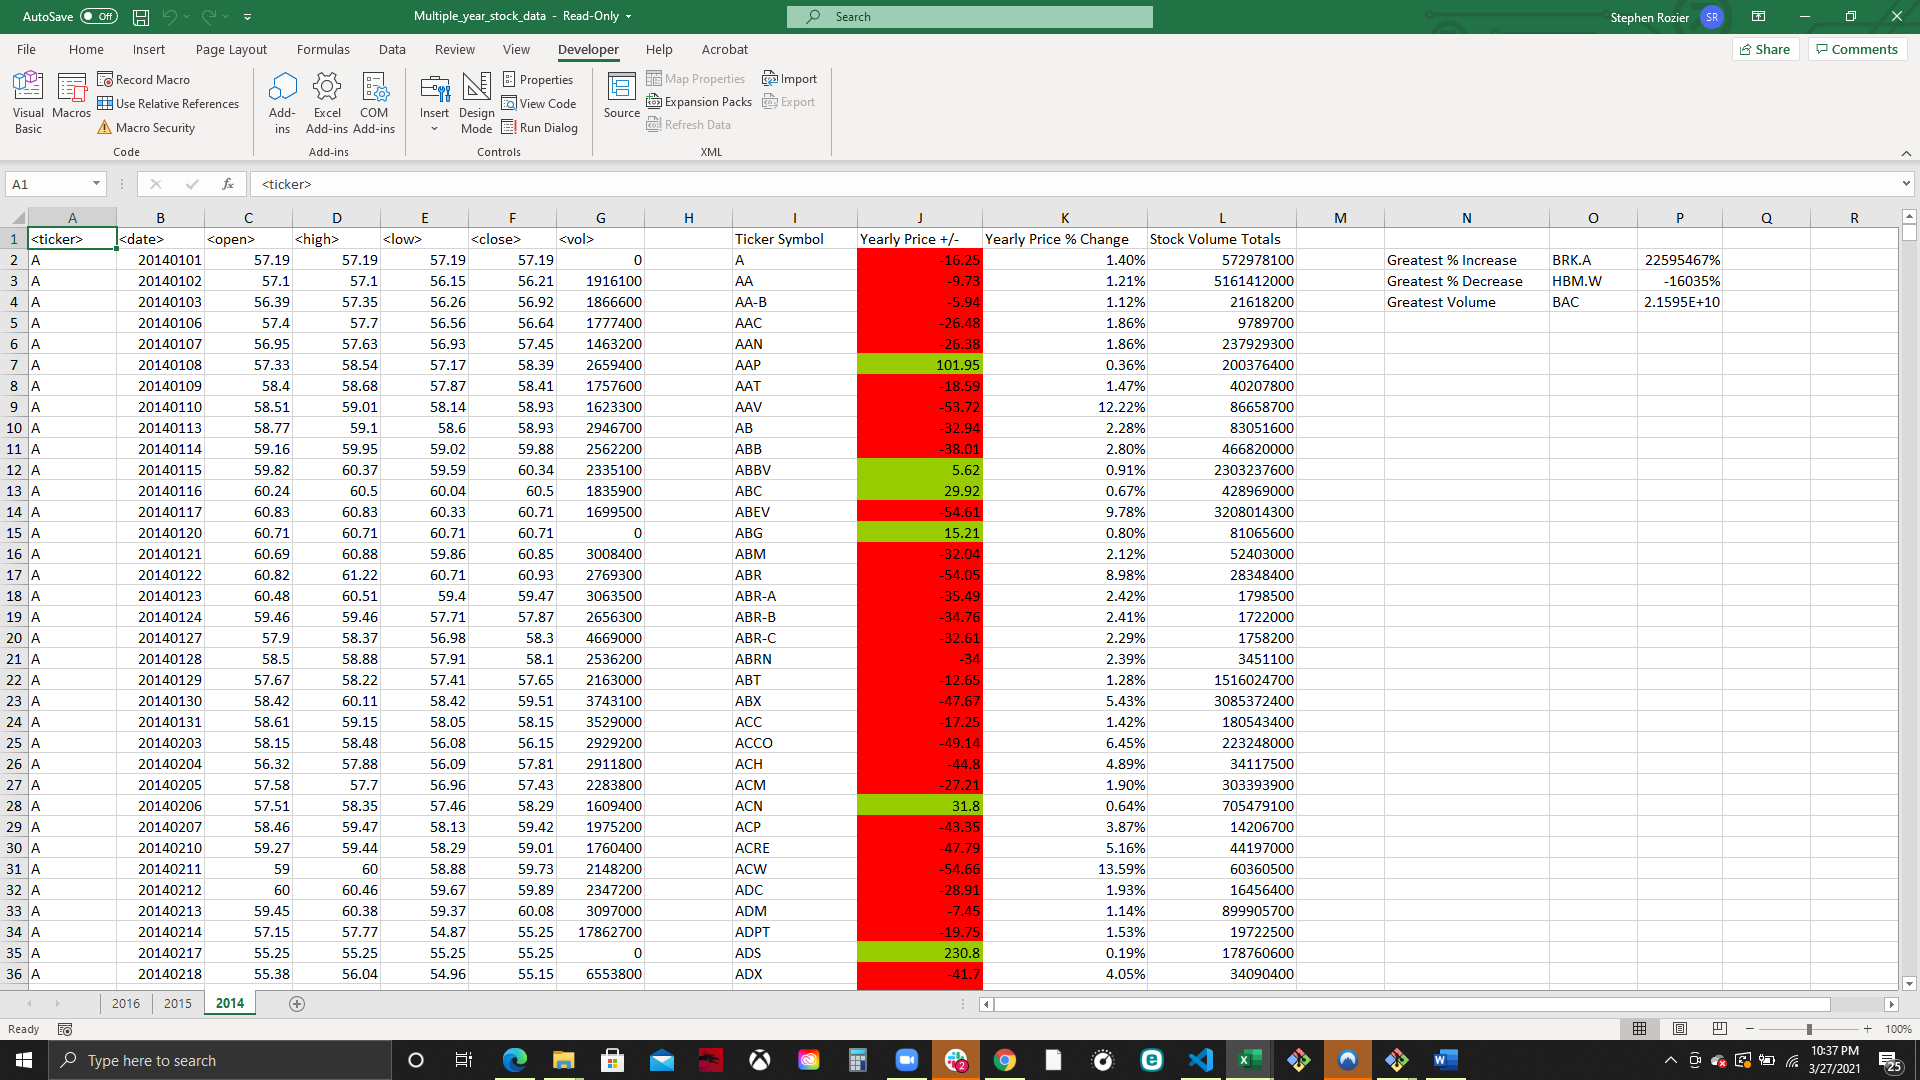 AutoSave Off Multiple_year_stock_data - Read-Only Search Stephen Rozier SR
File Home Insert Page Layout Formulas Data Review View Developer Help Acrobat Share Comments
Visual Basic Macros Record Macro Use Relative References Macro Security Code
Add-ins Excel Add-ins COM Add-ins Add-ins
Insert Design Mode Properties View Code Run Dialog Controls
Source Map Properties Expansion Packs Refresh Data Import Export XML
A1 fx <ticker>
A B C D E F G H I J K L M N O P Q R
1 <ticker> <date> <open> <high> <low> <close> <vol> Ticker Symbol Yearly Price +/- Yearly Price % Change Stock Volume Totals
2 A 20140101 57.19 57.19 57.19 57.19 0 A -16.25 1.40% 572978100 Greatest % Increase BRK.A 22595467%
3 A 20140102 57.1 57.1 56.15 56.21 1916100 AA -9.73 1.21% 5161412000 Greatest % Decrease HBM.W -16035%
4 A 20140103 56.39 57.35 56.26 56.92 1866600 AA-B -5.94 1.12% 21618200 Greatest Volume BAC 2.1595E+10
5 A 20140106 57.4 57.7 56.56 56.64 1777400 AAC -26.48 1.86% 9789700
6 A 20140107 56.95 57.63 56.93 57.45 1463200 AAN -26.38 1.86% 237929300
7 A 20140108 57.33 58.54 57.17 58.39 2659400 AAP 101.95 0.36% 200376400
8 A 20140109 58.4 58.68 57.87 58.41 1757600 AAT -18.59 1.47% 40207800
9 A 20140110 58.51 59.01 58.14 58.93 1623300 AAV -53.72 12.22% 86658700
10 A 20140113 58.77 59.1 58.6 58.93 2946700 AB -32.94 2.28% 83051600
11 A 20140114 59.16 59.95 59.02 59.88 2562200 ABB -38.01 2.80% 466820000
12 A 20140115 59.82 60.37 59.59 60.34 2335100 ABBV 5.62 0.91% 2303237600
13 A 20140116 60.24 60.5 60.04 60.5 1835900 ABC 29.92 0.67% 428969000
14 A 20140117 60.83 60.83 60.33 60.71 1699500 ABEV -54.61 9.78% 3208014300
15 A 20140120 60.71 60.71 60.71 60.71 0 ABG 15.21 0.80% 81065600
16 A 20140121 60.69 60.88 59.86 60.85 3008400 ABM -32.04 2.12% 52403000
17 A 20140122 60.82 61.22 60.71 60.93 2769300 ABR -54.05 8.98% 28348400
18 A 20140123 60.48 60.51 59.4 59.47 3063500 ABR-A -35.49 2.42% 1798500
19 A 20140124 59.46 59.46 57.71 57.87 2656300 ABR-B -34.76 2.41% 1722000
20 A 20140127 57.9 58.37 56.98 58.3 4669000 ABR-C -32.61 2.29% 1758200
21 A 20140128 58.5 58.88 57.91 58.1 2536200 ABRN -34 2.39% 3451100
22 A 20140129 57.67 58.22 57.41 57.65 2163000 ABT -12.65 1.28% 1516024700
23 A 20140130 58.42 60.11 58.42 59.51 3743100 ABX -47.67 5.43% 3085372400
24 A 20140131 58.61 59.15 58.05 58.15 3529000 ACC -17.25 1.42% 180543400
25 A 20140203 58.15 58.48 56.08 56.15 2929200 ACCO -49.14 6.45% 223248000
26 A 20140204 56.32 57.88 56.09 57.81 2911800 ACH -44.8 4.89% 34117500
27 A 20140205 57.58 57.7 56.96 57.43 2283800 ACM -27.21 1.90% 303393900
28 A 20140206 57.51 58.35 57.46 58.29 1609400 ACN 31.8 0.64% 705479100
29 A 20140207 58.46 59.47 58.13 59.42 1975200 ACP -43.35 3.87% 14206700
30 A 20140210 59.27 59.44 58.29 59.01 1760400 ACRE -47.79 5.16% 44197000
31 A 20140211 59 60 58.88 59.73 2148200 ACW -54.66 13.59% 60360500
32 A 20140212 60 60.46 59.67 59.89 2347200 ADC -28.91 1.93% 16456400
33 A 20140213 59.45 60.38 59.37 60.08 3097000 ADM -7.45 1.14% 899905700
34 A 20140214 57.15 57.77 54.87 55.25 17862700 ADPT -19.75 1.53% 19722500
35 A 20140217 55.25 55.25 55.25 55.25 0 ADS 230.8 0.19% 178760600
36 A 20140218 55.38 56.04 54.96 55.15 6553800 ADX -41.7 4.05% 34090400
2016 2015 2014
Ready 100%
Type here to search 2 10:37 PM
3/27/2021 25